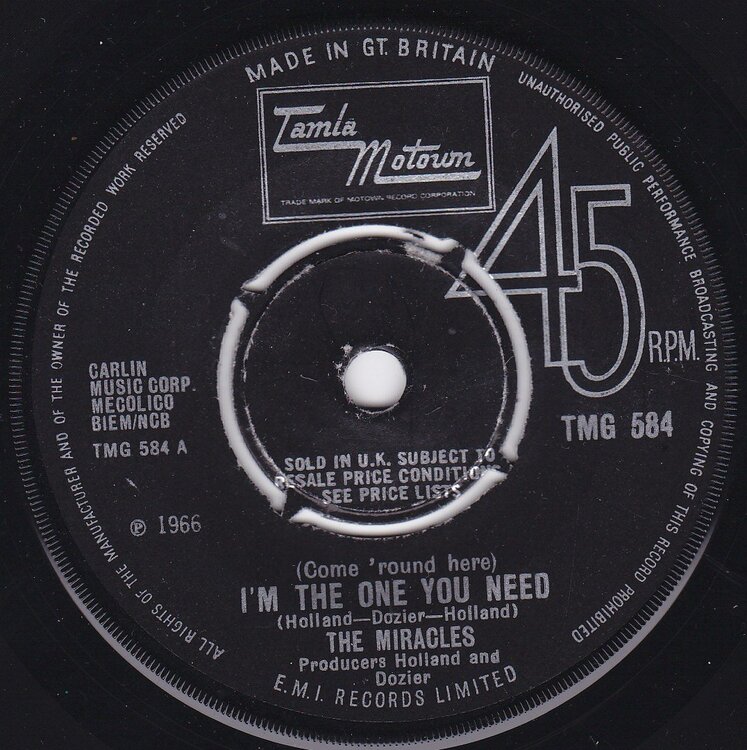 MADE IN GT. BRITAIN
UNAUTHORISED PUBLIC PERFORMANCE BROADCASTING AND COPYING OF THIS RECORD PROHIBITED
ALL RIGHTS OF THE MANUFACTURER AND OF THE OWNER OF THE RECORDED WORK RESERVED
Tamla
Motown
TRADE MARK OF MOTOWN RECORD CORPORATION
45
R.P.M.
TMG 584
CARLIN
MUSIC CORP.
MECOLICO
BIEM/NCB
TMG 584 A
℗ 1966
SOLD IN U.K. SUBJECT TO
RESALE PRICE CONDITIONS
SEE PRICE LISTS
(Come 'round here)
I'M THE ONE YOU NEED
(Holland—Dozier—Holland)
THE MIRACLES
Producers Holland and
Dozier
E.M.I. RECORDS LIMITED